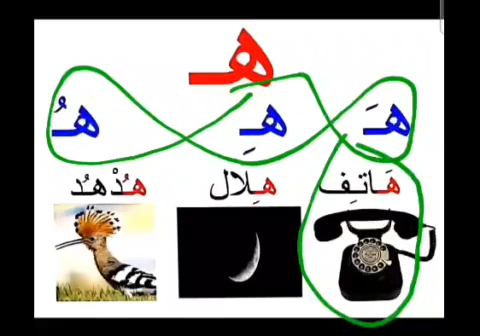 هـ
هَـ هِـ هُـ
هَاتِف هِلال هُدْهُد